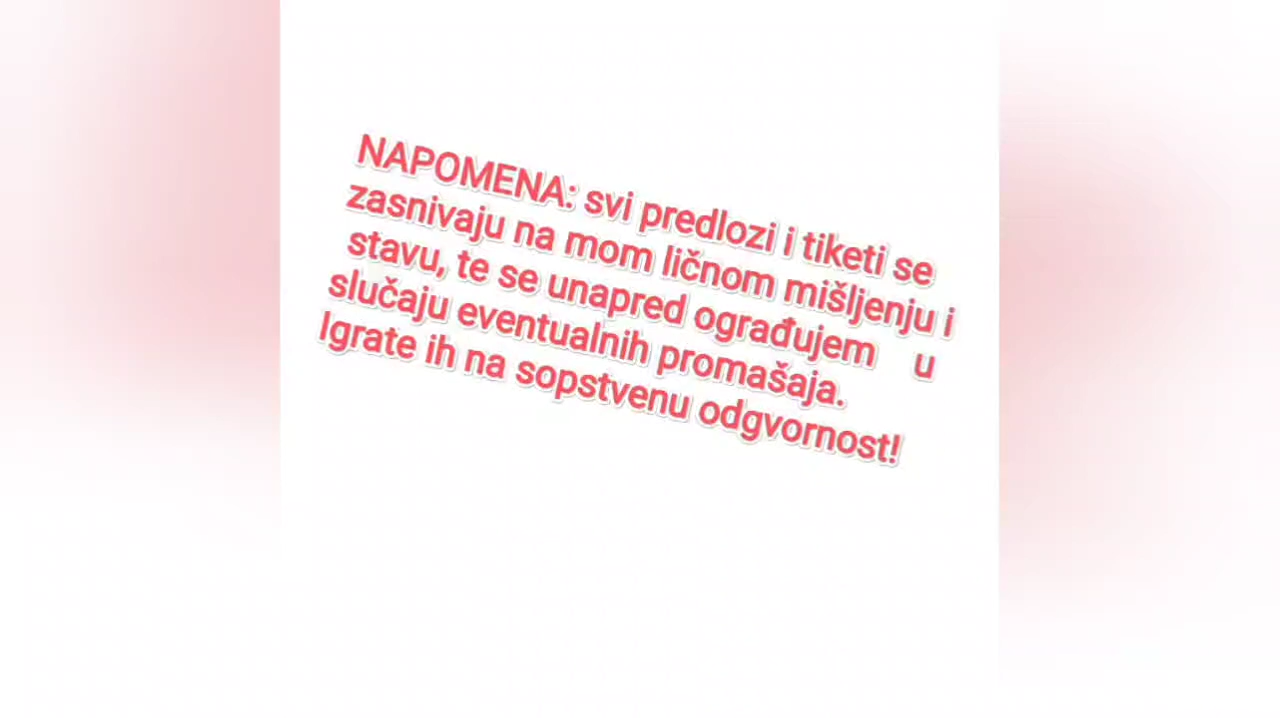 NAPOMENA: svi predlozi i tiketi se
zasnivaju na mom ličnom mišljenju i
stavu, te se unapred ograđujem u
slučaju eventualnih promašaja.
Igrate ih na sopstvenu odgvornost!